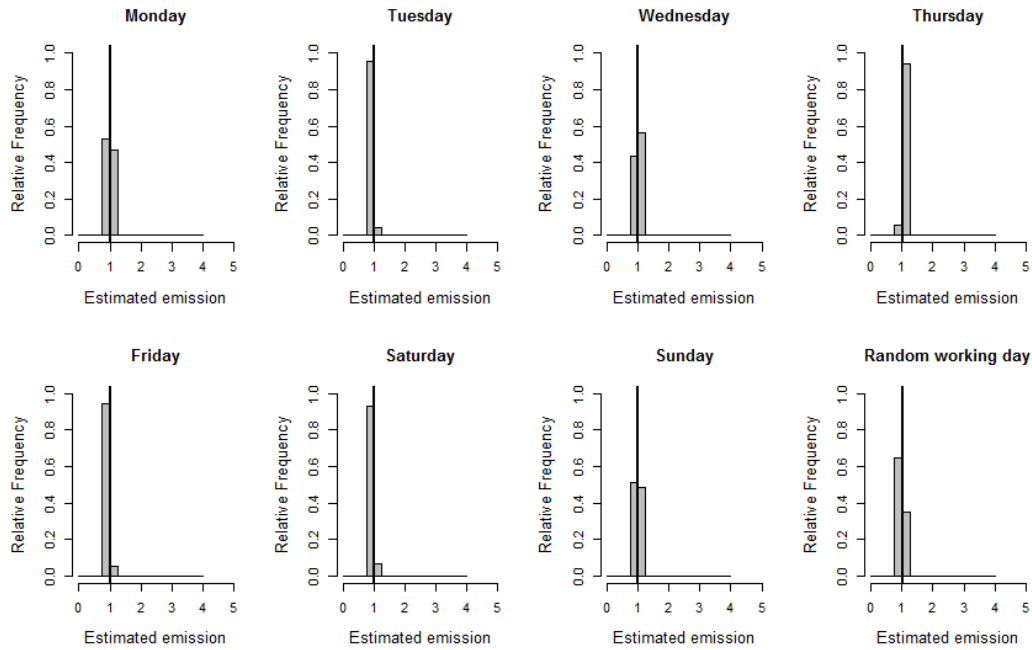 Monday Tuesday Wednesday Thursday
Relative Frequency Relative Frequency Relative Frequency Relative Frequency
1.0 1.0 1.0 1.0
0.8 0.8 0.8 0.8
0.6 0.6 0.6 0.6
0.4 0.4 0.4 0.4
0.2 0.2 0.2 0.2
0.0 0.0 0.0 0.0
0 1 2 3 4 5 0 1 2 3 4 5 0 1 2 3 4 5 0 1 2 3 4 5
Estimated emission Estimated emission Estimated emission Estimated emission
Friday Saturday Sunday Random working day
Relative Frequency Relative Frequency Relative Frequency Relative Frequency
1.0 1.0 1.0 1.0
0.8 0.8 0.8 0.8
0.6 0.6 0.6 0.6
0.4 0.4 0.4 0.4
0.2 0.2 0.2 0.2
0.0 0.0 0.0 0.0
0 1 2 3 4 5 0 1 2 3 4 5 0 1 2 3 4 5 0 1 2 3 4 5
Estimated emission Estimated emission Estimated emission Estimated emission